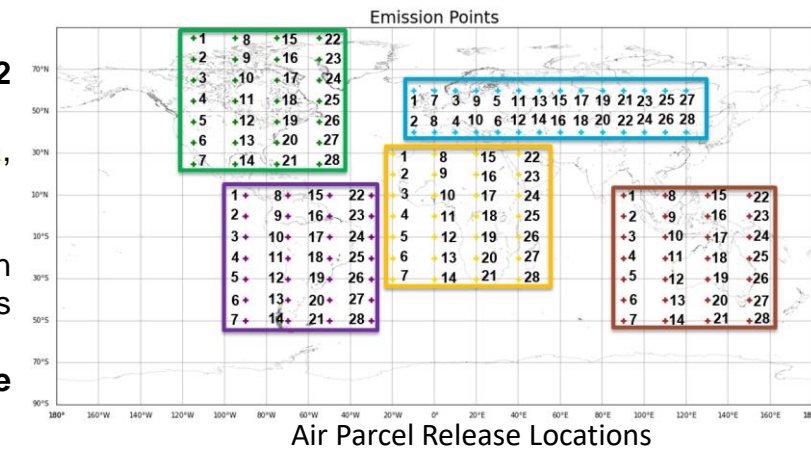 Emission Points
2
,
n
s
e
70°N
50°N
30°N
10°N
10°S
30°S
50°S
70°S
90°S
1 8 15 22
2 9 16 23
3 10 17 24
4 11 18 25
5 12 19 26
6 13 20 27
7 14 21 28
1 7 3 9 5 11 13 15 17 19 21 23 25 27
2 8 4 10 6 12 14 16 18 20 22 24 26 28
1 8 15 22
2 9 16 23
3 10 17 24
4 11 18 25
5 12 19 26
6 13 20 27
7 14 21 28
1 8 15 22
2 9 16 23
3 10 17 24
4 11 18 25
5 12 19 26
6 13 20 27
7 14 21 28
1 8 15 22
2 9 16 23
3 10 17 24
4 11 18 25
5 12 19 26
6 13 20 27
7 14 21 28
180° 160°W 140°W 120°W 100°W 80°W 60°W 40°W 20°W 0° 20°E 40°E 60°E 80°E 100°E 120°E 140°E 160°E 18
Air Parcel Release Locations